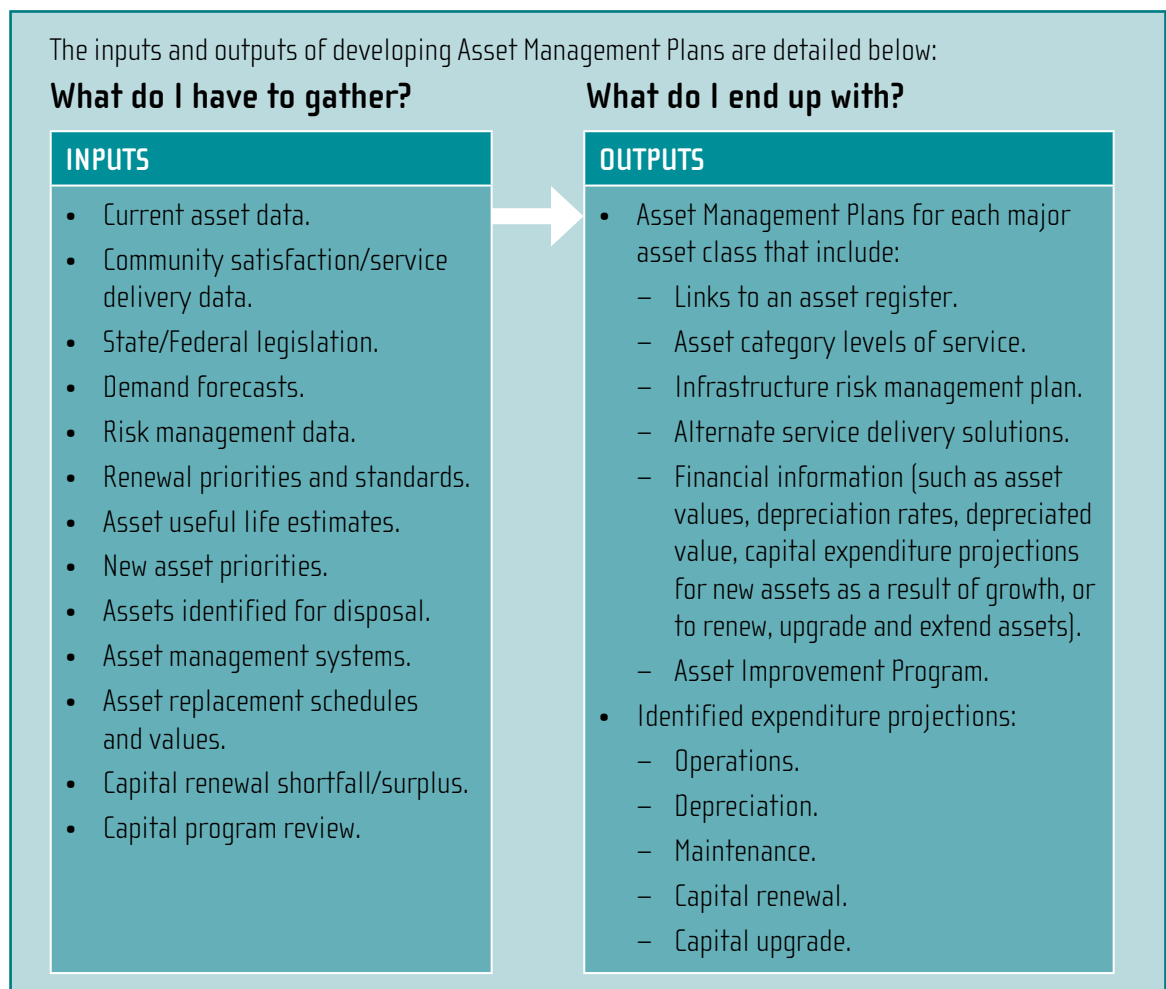 The inputs and outputs of developing Asset Management Plans are detailed below:
What do I have to gather?
INPUTS
• Current asset data.
• Community satisfaction/service
delivery data.
• State/Federal legislation.
• Demand forecasts.
• Risk management data.
• Renewal priorities and standards.
• Asset useful life estimates.
• New asset priorities.
• Assets identified for disposal.
• Asset management systems.
• Asset replacement schedules
and values.
• Capital renewal shortfall/surplus.
• Capital program review.
What do I end up with?
OUTPUTS
• Asset Management Plans for each major
asset class that include:
– Links to an asset register.
– Asset category levels of service.
– Infrastructure risk management plan.
– Alternate service delivery solutions.
– Financial information (such as asset
values, depreciation rates, depreciated
value, capital expenditure projections
for new assets as a result of growth, or
to renew, upgrade and extend assets).
– Asset Improvement Program.
• Identified expenditure projections:
– Operations.
– Depreciation.
– Maintenance.
– Capital renewal.
– Capital upgrade.